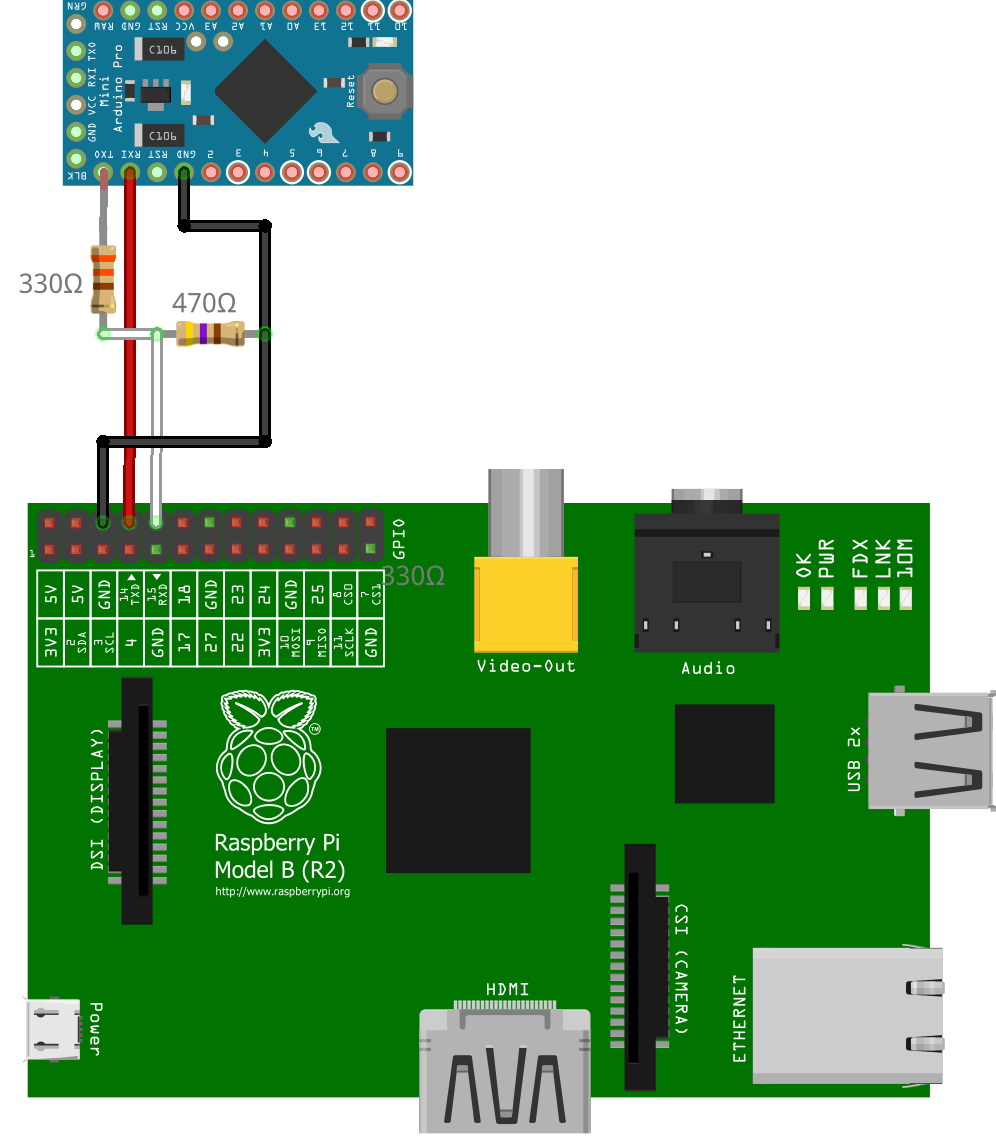 GRN
RAW GND RST VCC A3 A2 A1 A0 13 12 11 10
TXO
RXI
VCC
GND
BLK
Arduino Pro
Mini
C106
C106
Reset
TXO RXI RST GND 2 3 4 5 6 7 8 9
330Ω
470Ω
1
GPIO
330Ω
5V 5V GND 14 TXD 15 RXD 18 GND 23 24 GND 25 8 CS0 7 CS1
3V3 2 SDA 3 SCL 4 GND 17 27 22 3V3 10 MOSI 9 MISO 11 SCLK GND
Video-Out
Audio
OK
PWR
FDX
LNK
10M
USB 2x
DSI (DISPLAY)
TM
Raspberry Pi
Model B (R2)
http://www.raspberrypi.org
CSI (CAMERA)
HDMI
ETHERNET
Power